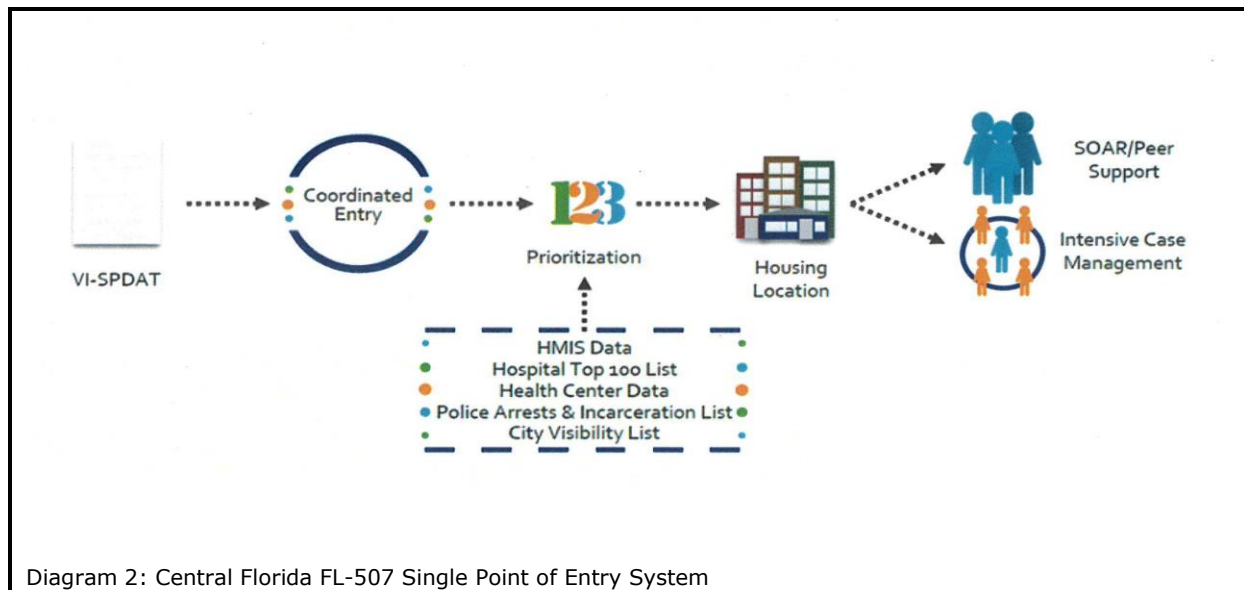 VI-SPDAT
Coordinated
Entry
123
Prioritization
Housing
Location
SOAR/Peer
Support
Intensive Case
Management
HMIS Data
Hospital Top 100 List
Health Center Data
Police Arrests & Incarceration List
City Visibility List
Diagram 2: Central Florida FL-507 Single Point of Entry System